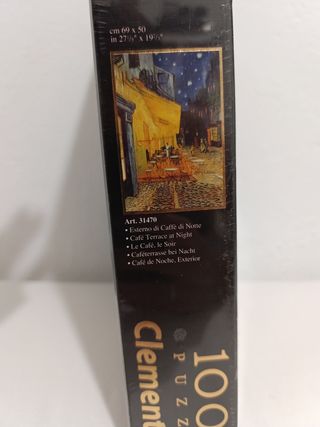 cm 69 x 50
in 27⅛" x 19⅝"
Art. 31470
• Esterno di Caffè di Notte
• Café Terrace at Night
• Le Café, le Soir
• Caféterrasse bei Nacht
• Café de Noche, Exterior
100
PUZZ
Clement